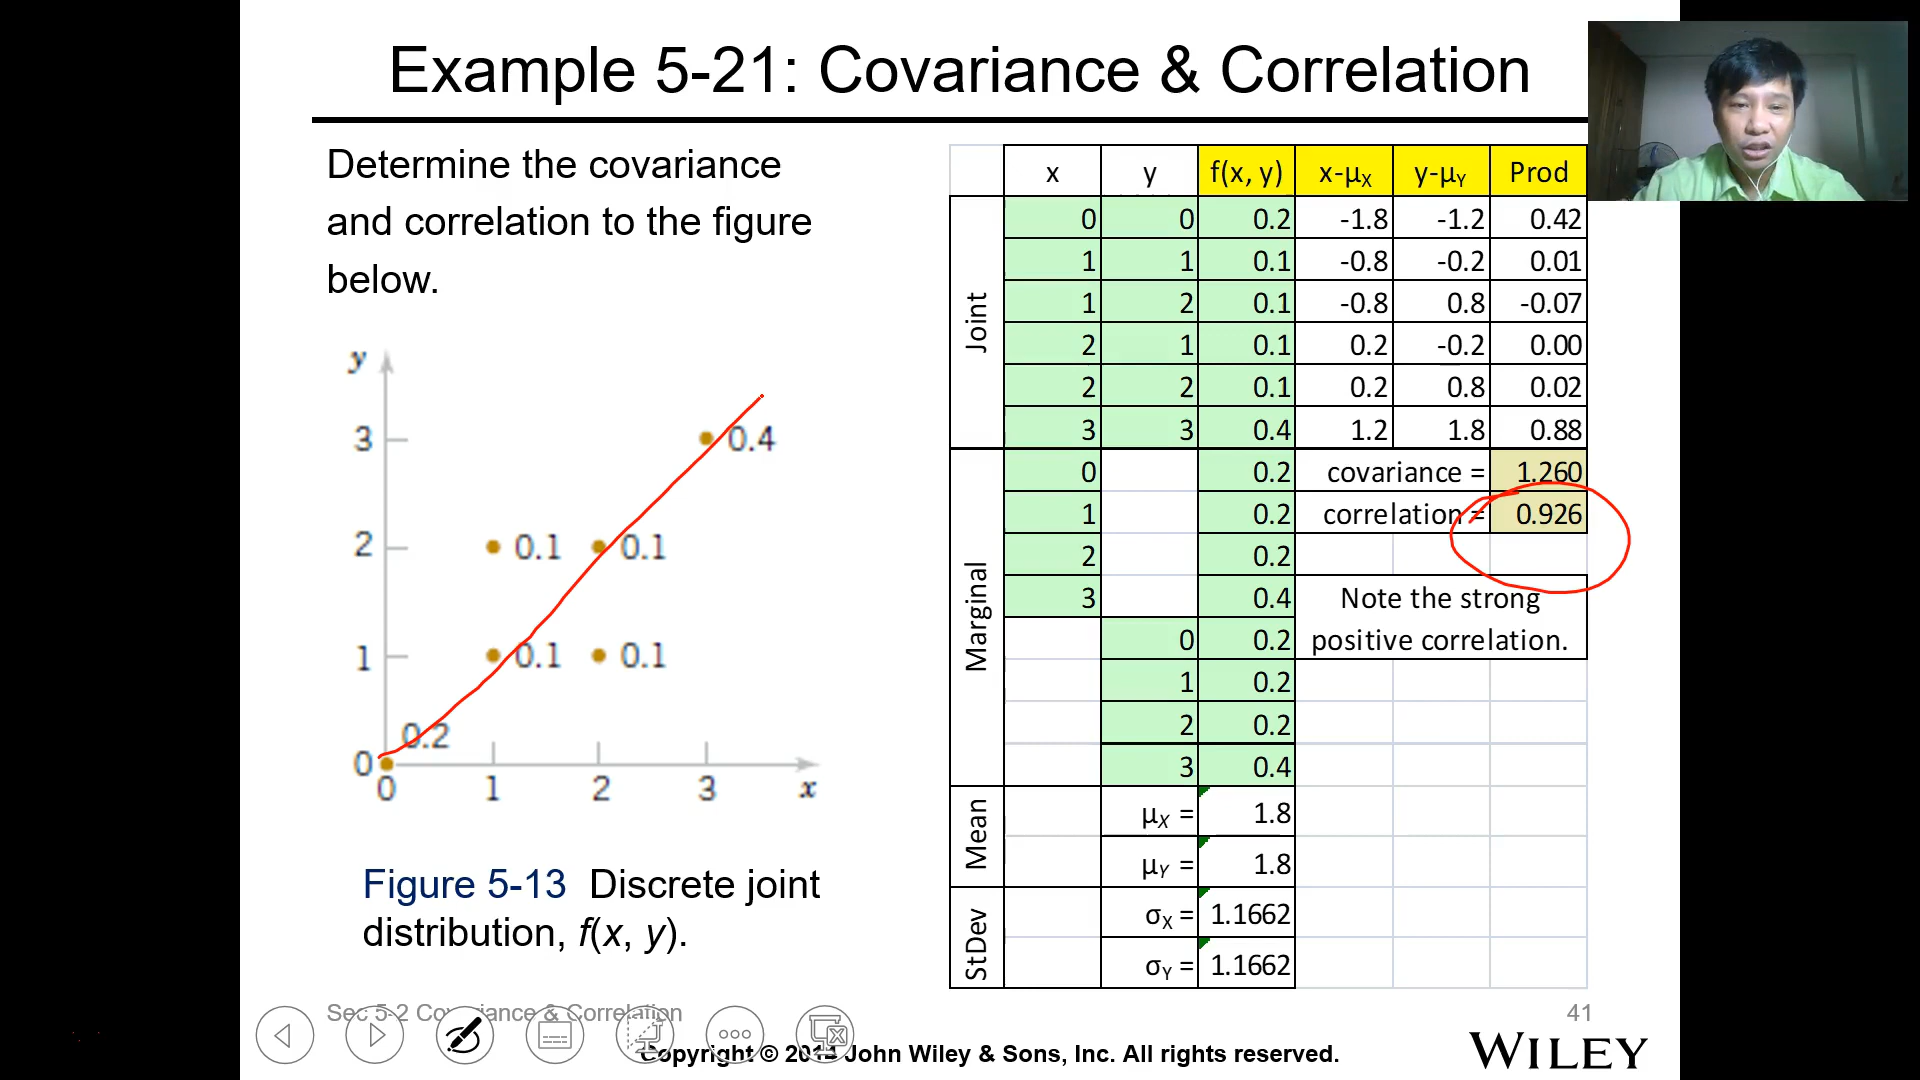 Example 5-21: Covariance & Correlation
Determine the covariance
and correlation to the figure
below.
y
3
0.4
2
0.1
0.1
1
0.1
0.1
0.2
0
0
1
2
3
x
Figure 5-13 Discrete joint
distribution, f(x, y).
x y f(x, y) x-μX y-μY Prod
Joint
0 0 0.2 -1.8 -1.2 0.42
1 1 0.1 -0.8 -0.2 0.01
1 2 0.1 -0.8 0.8 -0.07
2 1 0.1 0.2 -0.2 0.00
2 2 0.1 0.2 0.8 0.02
3 3 0.4 1.2 1.8 0.88
Marginal
0 0.2 covariance = 1.260
1 0.2 correlation = 0.926
2 0.2
3 0.4 Note the strong
0 0.2 positive correlation.
1 0.2
2 0.2
3 0.4
Mean
μX = 1.8
μY = 1.8
StDev
σX = 1.1662
σY = 1.1662
Sec 5-2 Covariance & Correlation
41
Copyright © 2014 John Wiley & Sons, Inc. All rights reserved.
WILEY